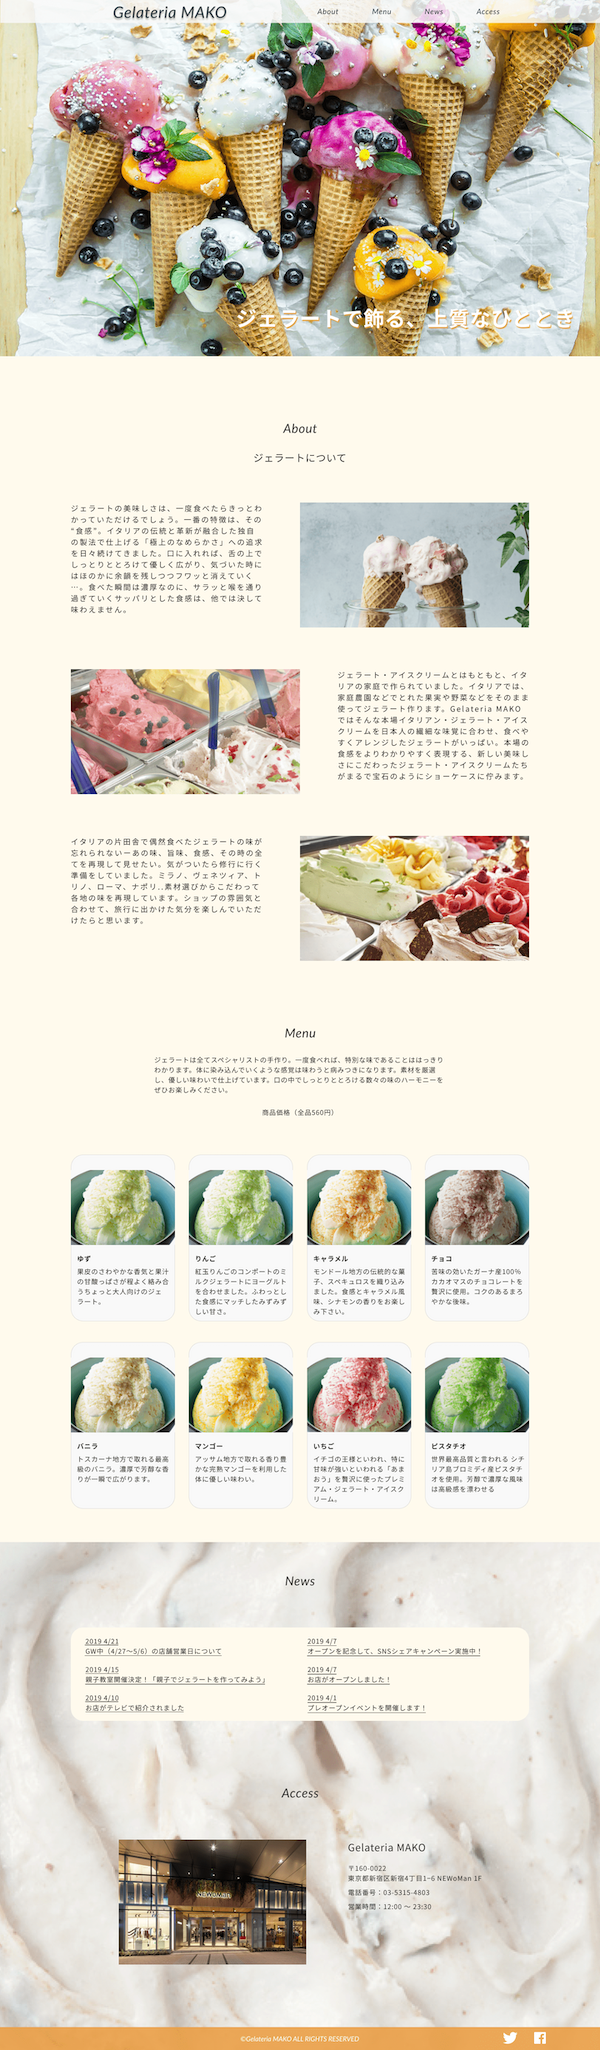 Gelateria MAKO
About Menu News Access
ジェラートで飾る、上質なひととき
About
ジェラートについて
ジェラートの美味しさは、一度食べたらきっとわ
かっていただけるでしょう。一番の特徴は、その
“食感”。イタリアの伝統と革新が融合した独自
の製法で仕上げる「極上のなめらかさ」への追求
を日々続けてきました。口に入れれば、舌の上で
しっとりととろけて優しく広がり、気づいた時に
はほのかに余韻を残しつつフワッと消えていく
…。食べた瞬間は濃厚なのに、サラッと喉を通り
過ぎていくサッパリとした食感は、他では決して
味わえません。
ジェラート・アイスクリームとはもともと、イタ
リアの家庭で作られていました。イタリアでは、
家庭農園などでとれた果実や野菜などをそのまま
使ってジェラート作ります。Gelateria MAKO
ではそんな本場イタリアン・ジェラート・アイス
クリームを日本人の繊細な味覚に合わせ、食べや
すくアレンジしたジェラートがいっぱい。本場の
食感をよりわかりやすく表現する、新しい美味し
さにこだわったジェラート・アイスクリームたち
がまるで宝石のようにショーケースに佇みます。
イタリアの片田舎で偶然食べたジェラートの味が
忘れられないーあの味、旨味、食感、その時の全
てを再現して見せたい。気がついたら修行に行く
準備をしていました。ミラノ、ヴェネツィア、ト
リノ、ローマ、ナポリ..素材選びからこだわって
各地の味を再現しています。ショップの雰囲気と
合わせて、旅行に出かけた気分を楽しんでいただ
けたらと思います。
Menu
ジェラートは全てスペシャリストの手作り。一度食べれば、特別な味であることははっきり
わかります。体に染み込んでいくような感覚は味わうと病みつきになります。素材を厳選
し、優しい味わいで仕上げています。口の中でしっとりととろける数々の味のハーモニーを
ぜひお楽しみください。
商品価格（全品560円）
ゆず
果皮のさわやかな香気と果汁
の甘酸っぱさが程よく絡み合
うちょっと大人向けのジェ
ラート。
りんご
紅玉りんごのコンポートのミ
ルクジェラートにヨーグルト
を合わせました。ふわっとし
た食感にマッチしたみずみず
しい甘さ。
キャラメル
モンドール地方の伝統的な菓
子、スペキュロスを織り込み
ました。食感とキャラメル風
味、シナモンの香りをお楽し
み下さい。
チョコ
苦味の効いたガーナ産100%
カカオマスのチョコレートを
贅沢に使用。コクのあるまろ
やかな後味。
バニラ
トスカーナ地方で取れる最高
級のバニラ。濃厚で芳醇な香
りが一瞬で広がります。
マンゴー
アッサム地方で取れる香り豊
かな完熟マンゴーを利用した
体に優しい味わい。
いちご
イチゴの王様といわれ、特に
甘味が強いといわれる「あま
おう」を贅沢に使ったプレミ
アム・ジェラート・アイスク
リーム。
ピスタチオ
世界最高品質と言われる シチ
リア島ブロミディ産ピスタチ
オを使用。芳醇で濃厚な風味
は高級感を漂わせる
News
2019 4/21
GW中（4/27〜5/6）の店舗営業日について
2019 4/15
親子教室開催決定！「親子でジェラートを作ってみよう」
2019 4/10
お店がテレビで紹介されました
2019 4/7
オープンを記念して、SNSシェアキャンペーン実施中！
2019 4/7
お店がオープンしました！
2019 4/1
プレオープンイベントを開催します！
Access
NEWoMan
Gelateria MAKO
〒160-0022
東京都新宿区新宿4丁目1−6 NEWoMan 1F
電話番号：03-5315-4803
営業時間：12:00 〜 23:30
©Gelateria MAKO ALL RIGHTS RESERVED